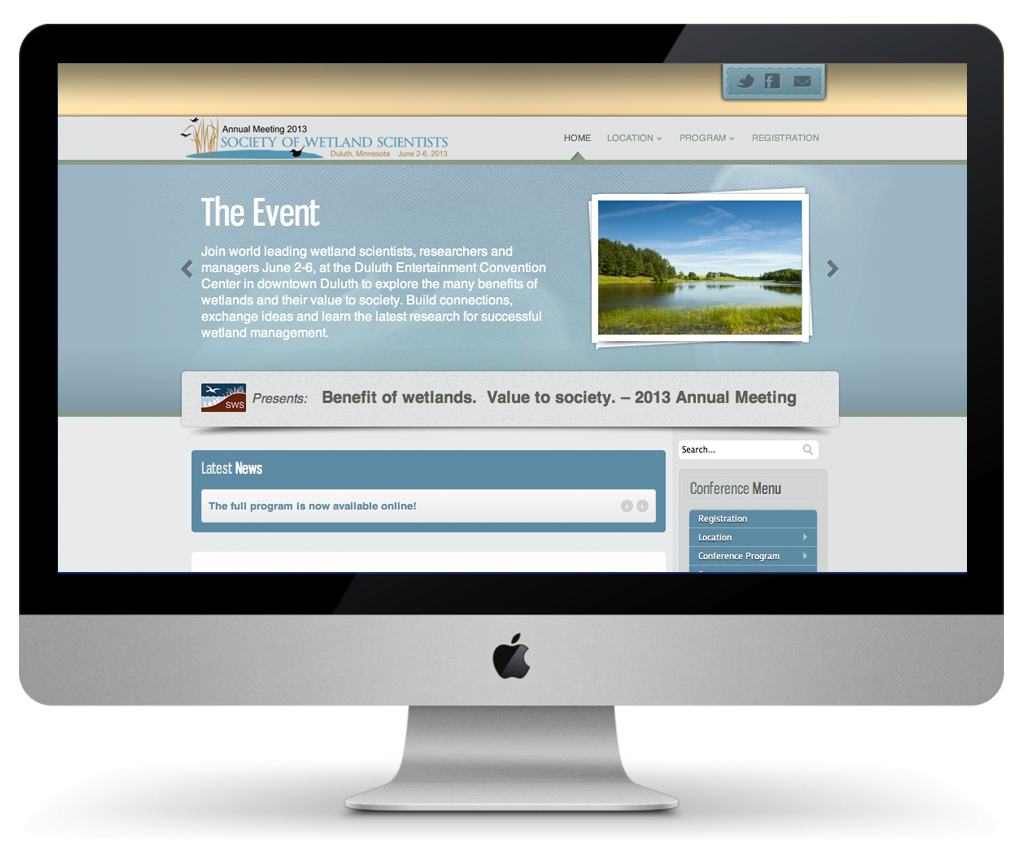 Annual Meeting 2013
SOCIETY OF WETLAND SCIENTISTS
Duluth, Minnesota June 2-6, 2013
HOME LOCATION PROGRAM REGISTRATION
The Event
Join world leading wetland scientists, researchers and
managers June 2-6, at the Duluth Entertainment Convention
Center in downtown Duluth to explore the many benefits of
wetlands and their value to society. Build connections,
exchange ideas and learn the latest research for successful
wetland management.
SWS
Presents: Benefit of wetlands. Value to society. – 2013 Annual Meeting
Search...
Latest News
The full program is now available online!
Conference Menu
Registration
Location
Conference Program